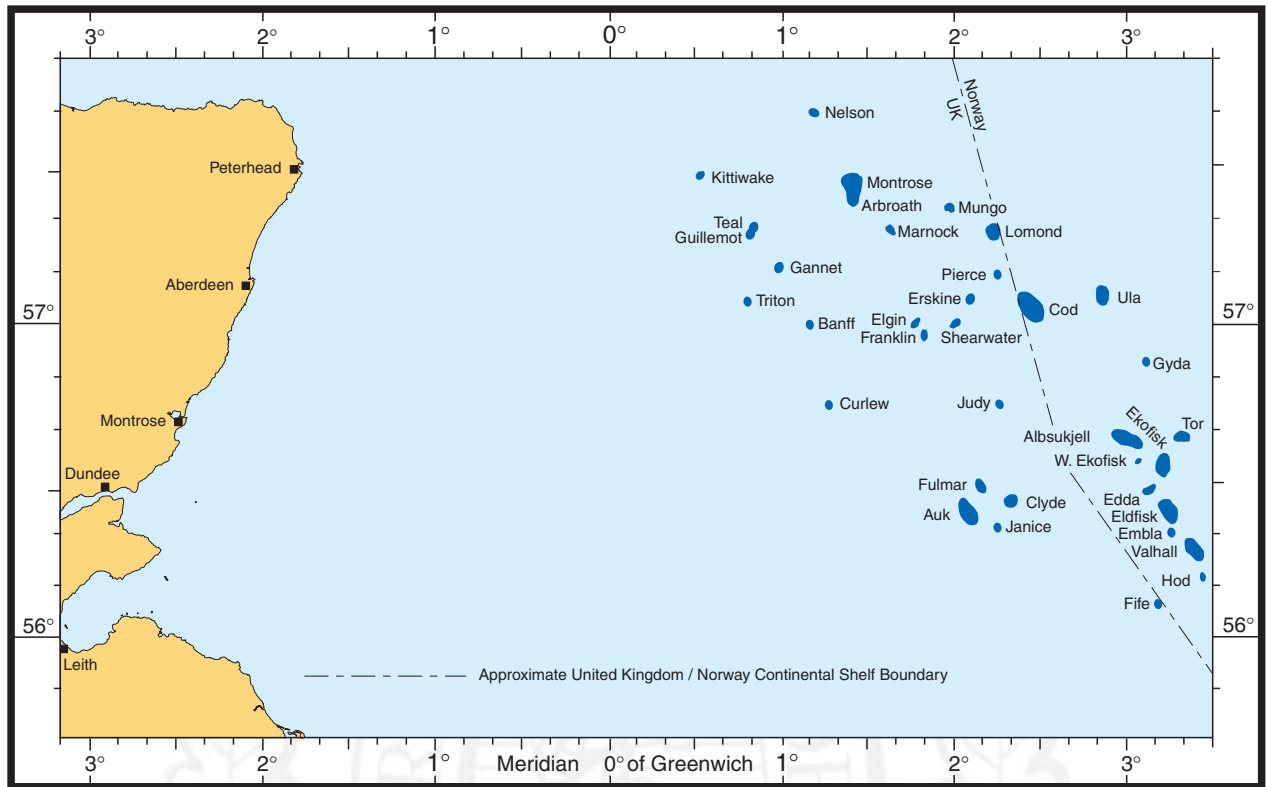 3° 2° 1° 0° 1° 2° 3°
Norway
UK
Nelson
Peterhead
Kittiwake
Montrose
Arbroath
Mungo
Teal
Guillemot
Marnock
Lomond
Gannet
Pierce
Aberdeen
Triton
Erskine
Ula
Cod
57°
Banff
Elgin
Franklin
Shearwater
57°
Gyda
Curlew
Judy
Montrose
Albsukjell
Ekofisk
Tor
W. Ekofisk
Dundee
Fulmar
Auk
Clyde
Janice
Edda
Eldfisk
Embla
Valhall
Hod
Fife
56°
56°
Leith
Approximate United Kingdom / Norway Continental Shelf Boundary
3° 2° 1° Meridian 0° of Greenwich 1° 2° 3°